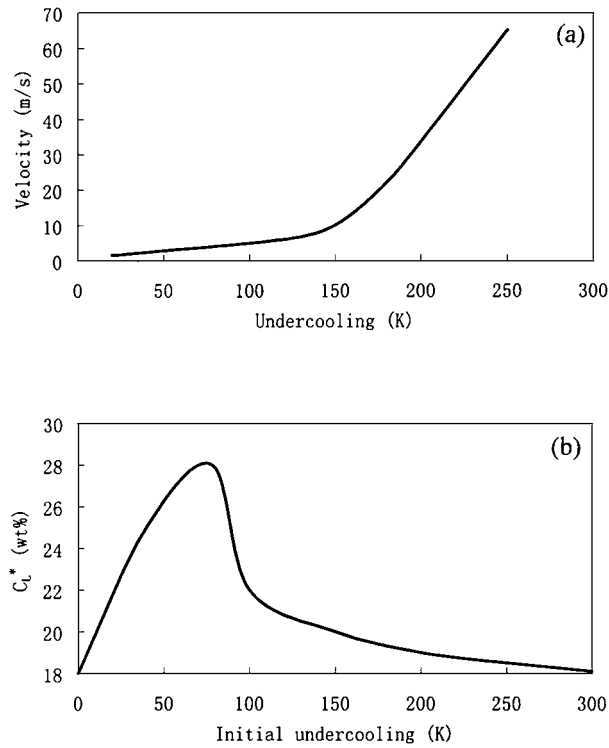 70
60
50
40
30
20
10
0
Velocity (m/s)
(a)
0 50 100 150 200 250 300
Undercooling (K)
30
28
26
24
22
20
18
C_L* (wt%)
(b)
0 50 100 150 200 250 300
Initial undercooling (K)